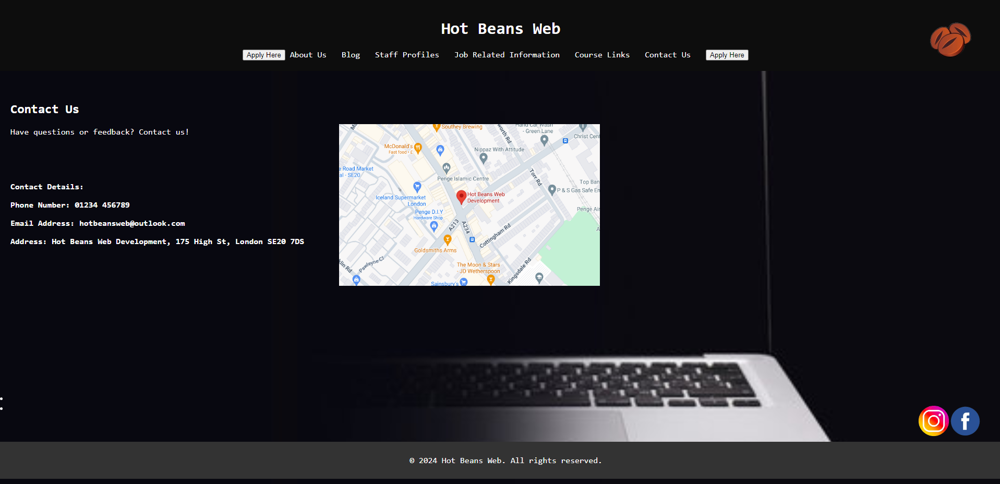 Hot Beans Web
Apply Here About Us Blog Staff Profiles Job Related Information Course Links Contact Us Apply Here
Contact Us
Have questions or feedback? Contact us!
Contact Details:
Phone Number: 01234 456789
Email Address: hotbeansweb@outlook.com
Address: Hot Beans Web Development, 175 High St, London SE20 7DS
Southey Brewing
Hand Car Wash
- Green Lane
worth Rd
Christ Cent
McDonald's
Fast food • £
Nippaz With Attitude
e Road Market
al - SE20
Penge Islamic Centre
Torr Rd
Top Ban
P & S Gas Safe En
Hot Beans Web
Development
Iceland Supermarket
London
Penge D.I.Y
Hardware Shop
Penge Air
A213
A234
Cottingham Rd
Goldsmiths Arms
Pawleyne Cl
klin Rd
The Moon & Stars
- JD Wetherspoon
Kingsdale Rd
Sainsbury's
f
© 2024 Hot Beans Web. All rights reserved.